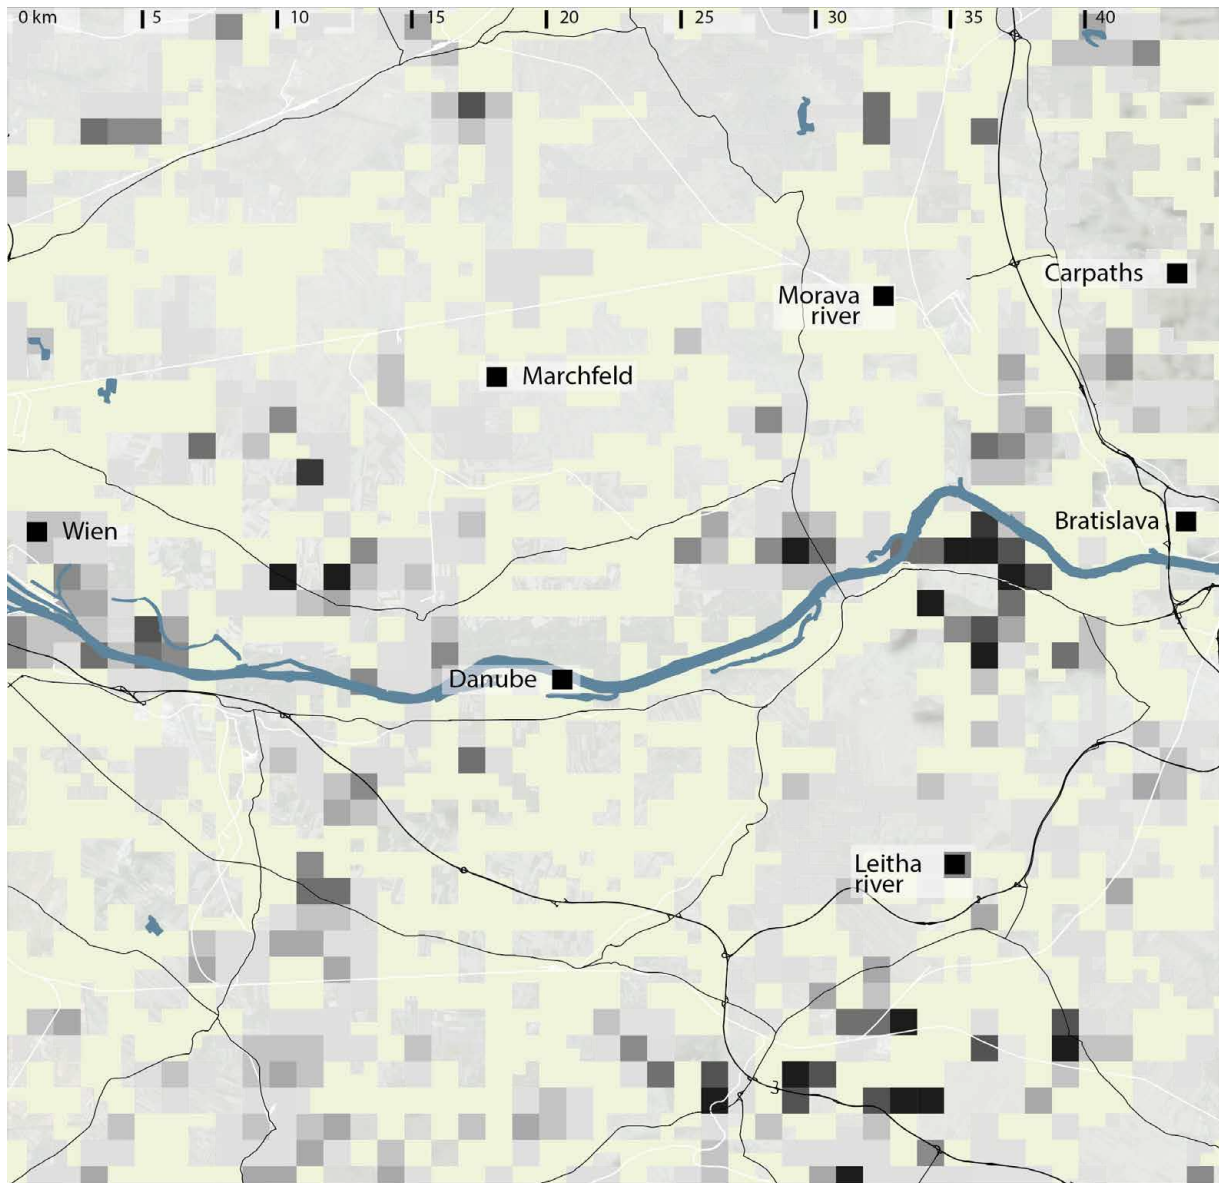 0 km 5 10 15 20 25 30 35 40
Carpaths
Morava
river
Marchfeld
Bratislava
Wien
Danube
Leitha
river